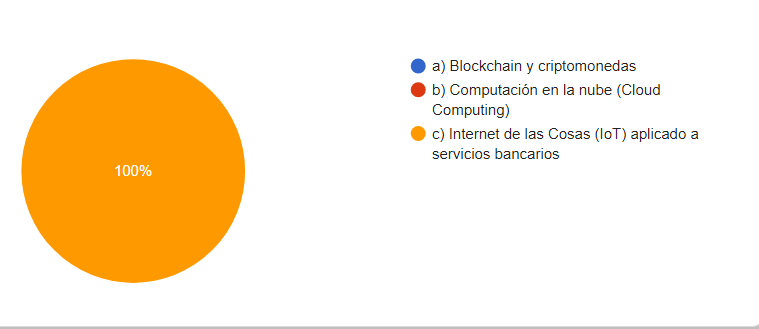 100%
a) Blockchain y criptomonedas
b) Computación en la nube (Cloud
Computing)
c) Internet de las Cosas (IoT) aplicado a
servicios bancarios